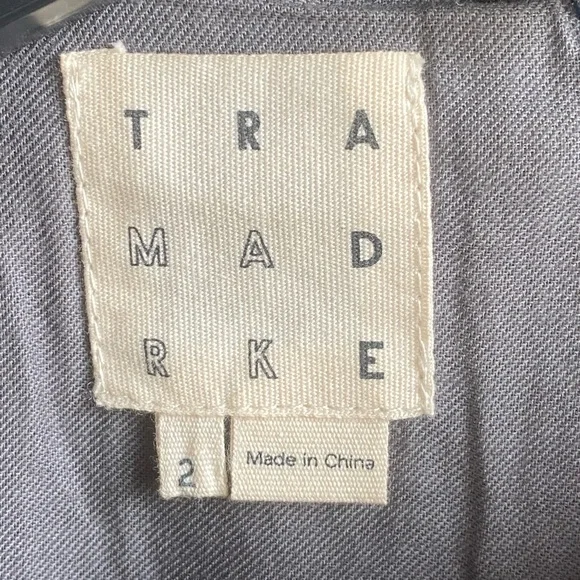 T R A
M A D
R K E
2
Made in China